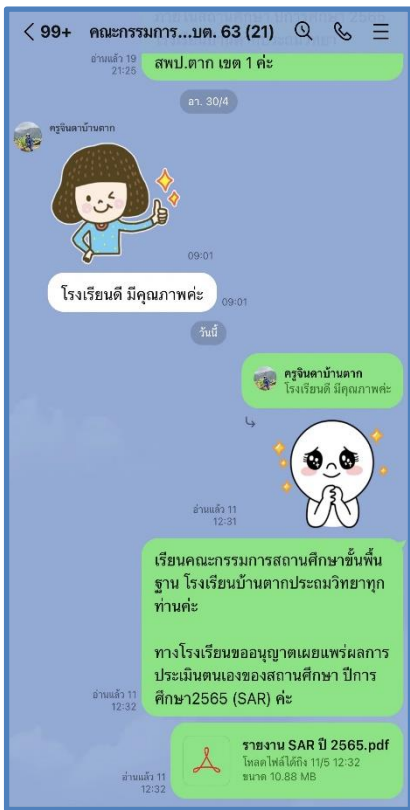 99+ คณะกรรมการ...บต. 63 (21)
สพป.ตาก เขต 1 ค่ะ
อ่านแล้ว 19
21:25
อา. 30/4
ครูจินดาบ้านตาก
09:01
โรงเรียนดี มีคุณภาพค่ะ
09:01
วันนี้
ครูจินดาบ้านตาก
โรงเรียนดี มีคุณภาพค่ะ
อ่านแล้ว 11
12:31
เรียนคณะกรรมการสถานศึกษาขั้นพื้น
ฐาน โรงเรียนบ้านตากประถมวิทยาทุก
ท่านค่ะ
ทางโรงเรียนขออนุญาตเผยแพร่ผลการ
ประเมินตนเองของสถานศึกษา ปีการ
ศึกษา2565 (SAR) ค่ะ
อ่านแล้ว 11
12:32
รายงาน SAR ปี 2565.pdf
โหลดไฟล์ได้ถึง 11/5 12:32
ขนาด 10.88 MB
อ่านแล้ว 11
12:32